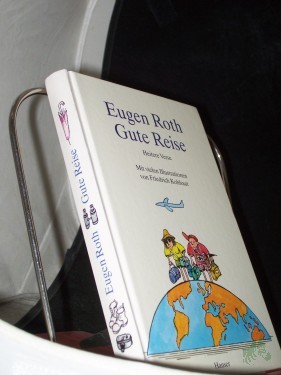 Eugen Roth
Gute Reise
Heitere Verse
Mit vielen Illustrationen
von Friedrich Kohlsaat
Hanser
Eugen Roth Gute Reise